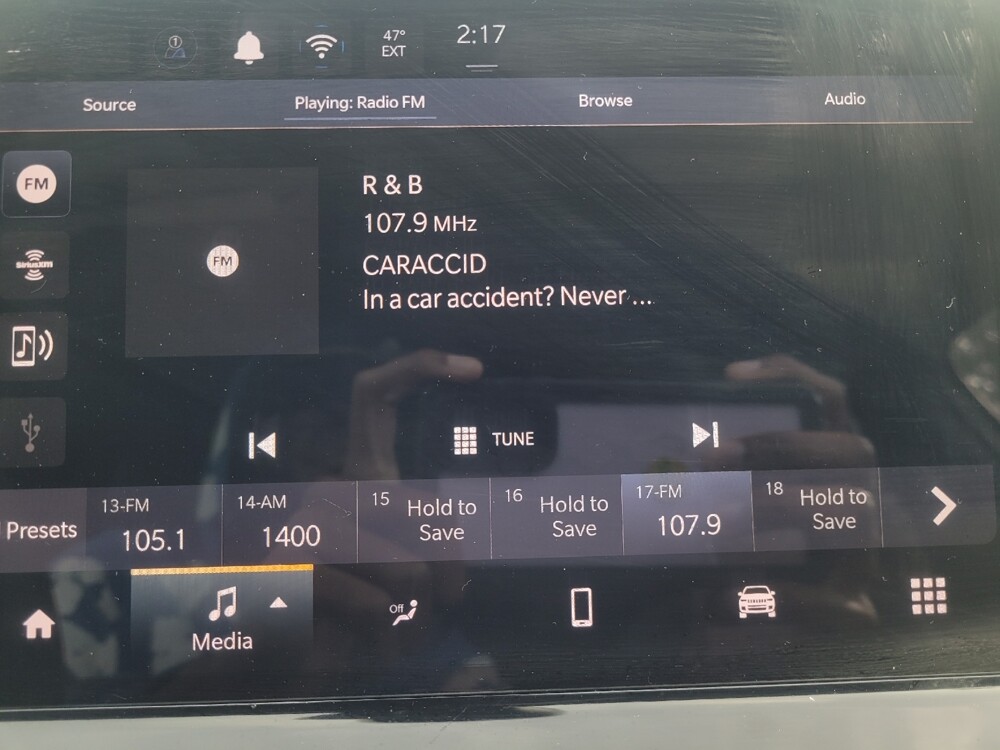 1
47°
EXT
2:17
Source
Playing: Radio FM
Browse
Audio
FM
R & B
107.9 MHz
FM
CARACCID
In a car accident? Never ...
SiriusXM
TUNE
Presets
13-FM
105.1
14-AM
1400
15
Hold to
Save
16
Hold to
Save
17-FM
107.9
18
Hold to
Save
Media
Off